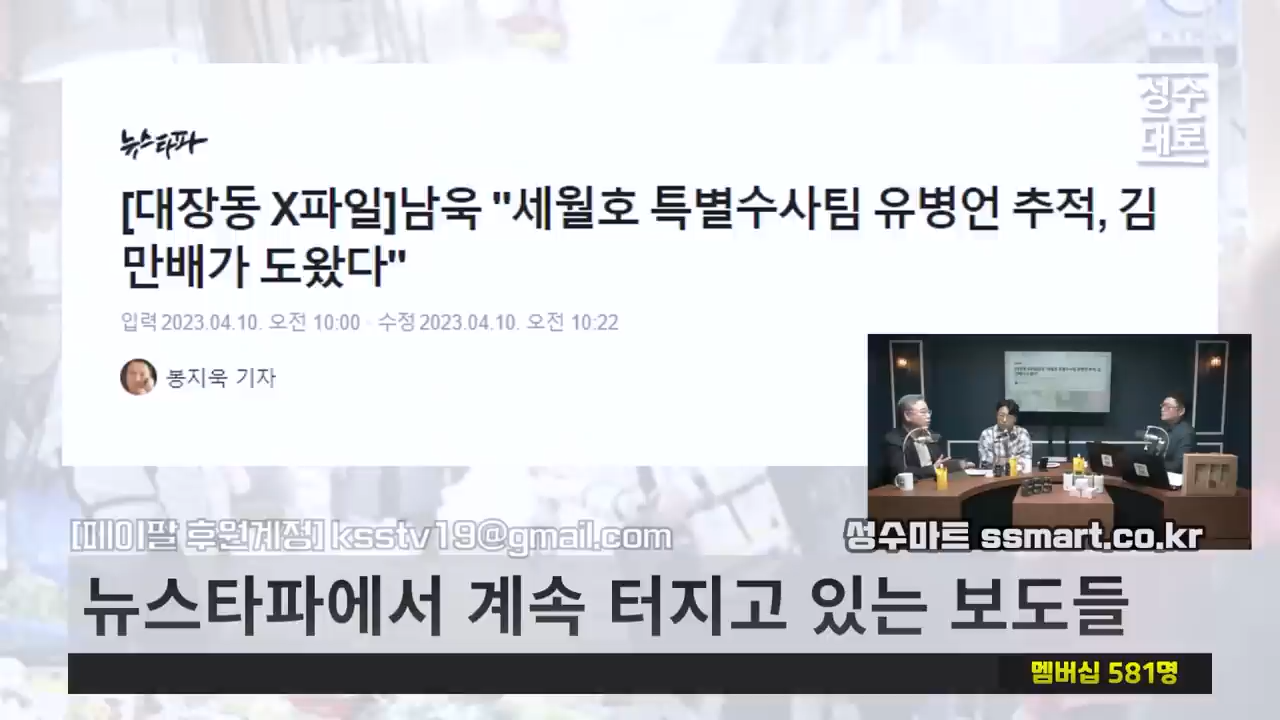 뉴스타파
성수
대로
[대장동 X파일]남욱 "세월호 특별수사팀 유병언 추적, 김
만배가 도왔다"
입력 2023.04.10. 오전 10:00 · 수정 2023.04.10. 오전 10:22
봉지욱 기자
[페이팔 후원계정] ksstv19@gmail.com
성수마트 ssmart.co.kr
뉴스타파에서 계속 터지고 있는 보도들
멤버십 581명